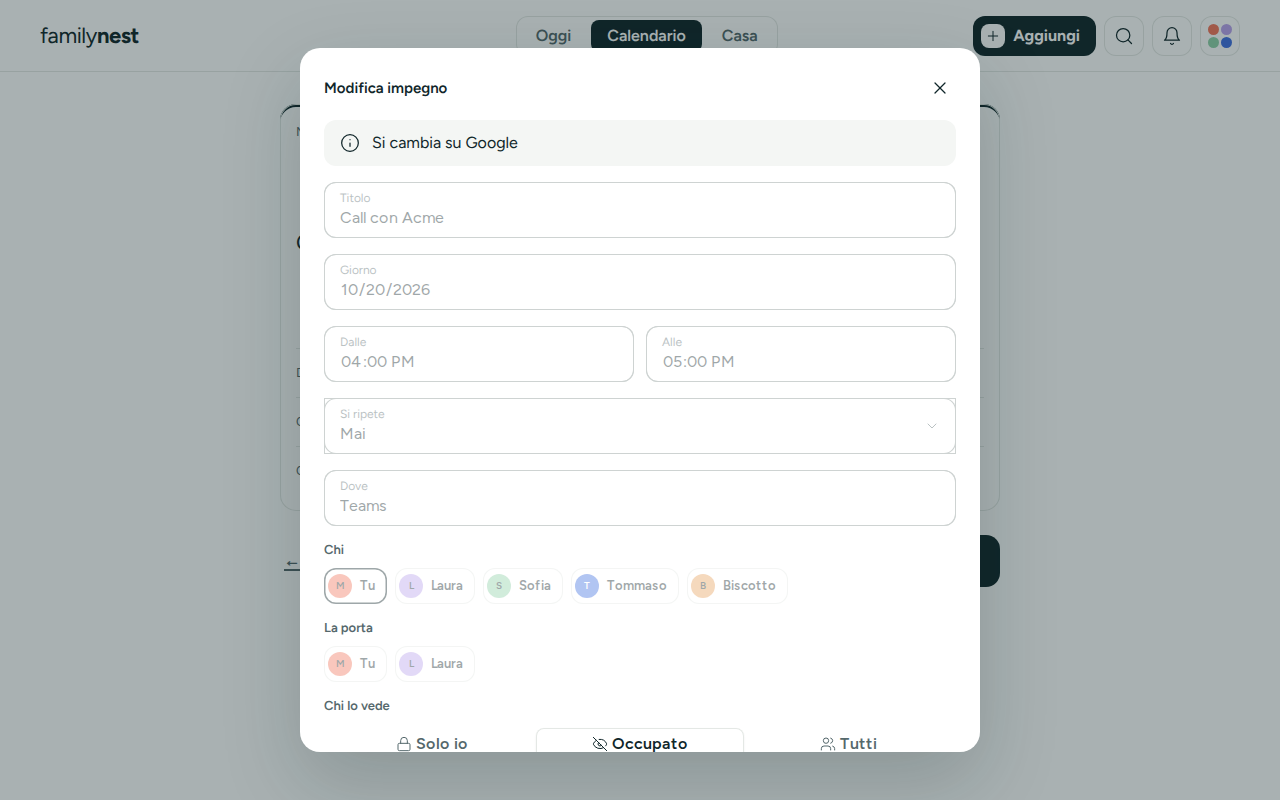 familynest
Oggi
Calendario
Casa
Aggiungi
Modifica impegno
Si cambia su Google
Titolo
Call con Acme
Giorno
10/20/2026
Dalle
04:00 PM
Alle
05:00 PM
Si ripete
Mai
Dove
Teams
Chi
M Tu
L Laura
S Sofia
T Tommaso
B Biscotto
La porta
M Tu
L Laura
Chi lo vede
Solo io
Occupato
Tutti